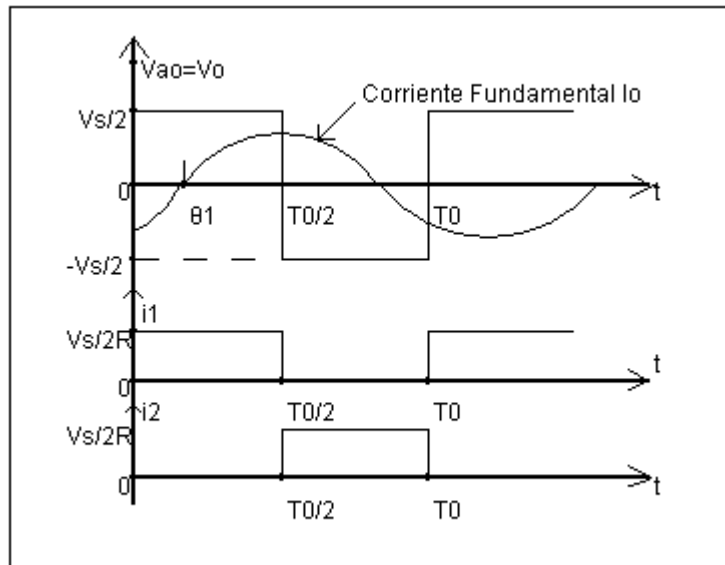 Vao=Vo
Corriente Fundamental Io
Vs/2
0
t
θ1
T0/2
T0
-Vs/2
i1
Vs/2R
t
0
T0/2
T0
i2
Vs/2R
0
t
T0/2
T0